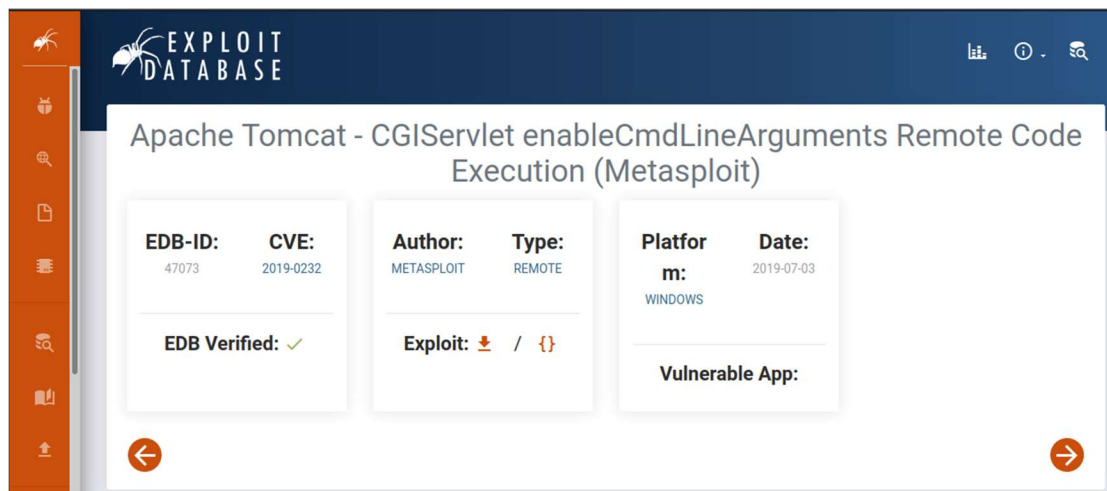 EXPLOIT
DATABASE
Apache Tomcat - CGIServlet enableCmdLineArguments Remote Code
Execution (Metasploit)
EDB-ID:
47073
CVE:
2019-0232
EDB Verified:
Author:
METASPLOIT
Type:
REMOTE
Exploit: / {}
Platfor
m:
WINDOWS
Date:
2019-07-03
Vulnerable App: